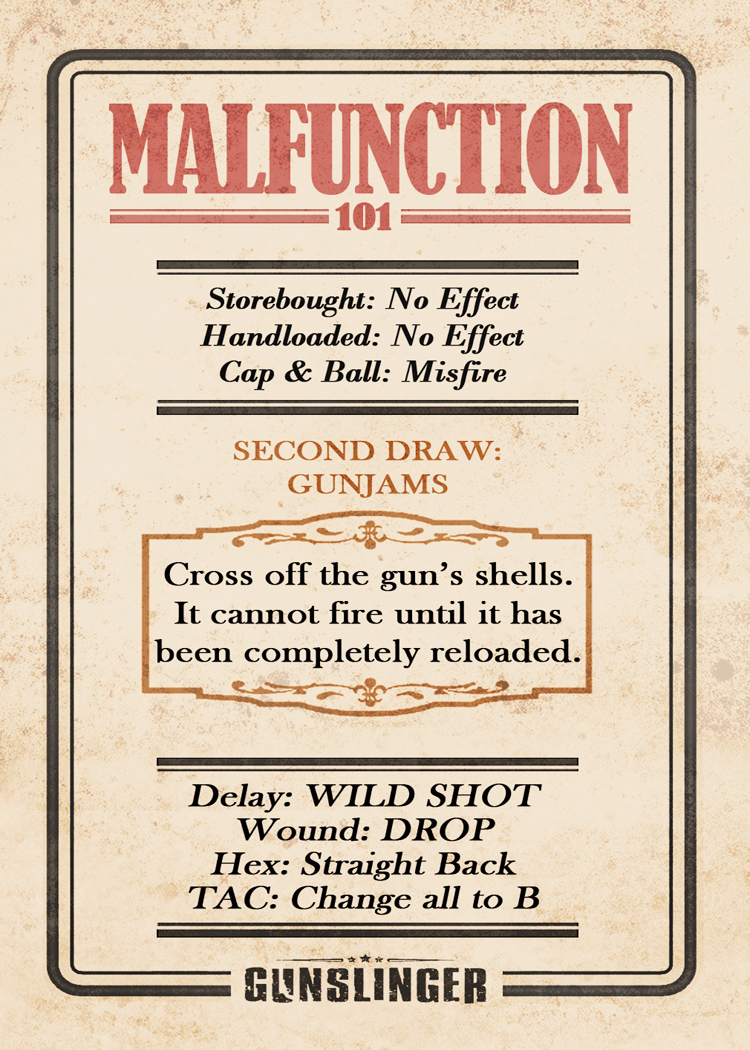 MALFUNCTION
101
Storebought: No Effect
Handloaded: No Effect
Cap & Ball: Misfire
SECOND DRAW:
GUNJAMS
Cross off the gun’s shells.
It cannot fire until it has
been completely reloaded.
Delay: WILD SHOT
Wound: DROP
Hex: Straight Back
TAC: Change all to B
GUNSLINGER